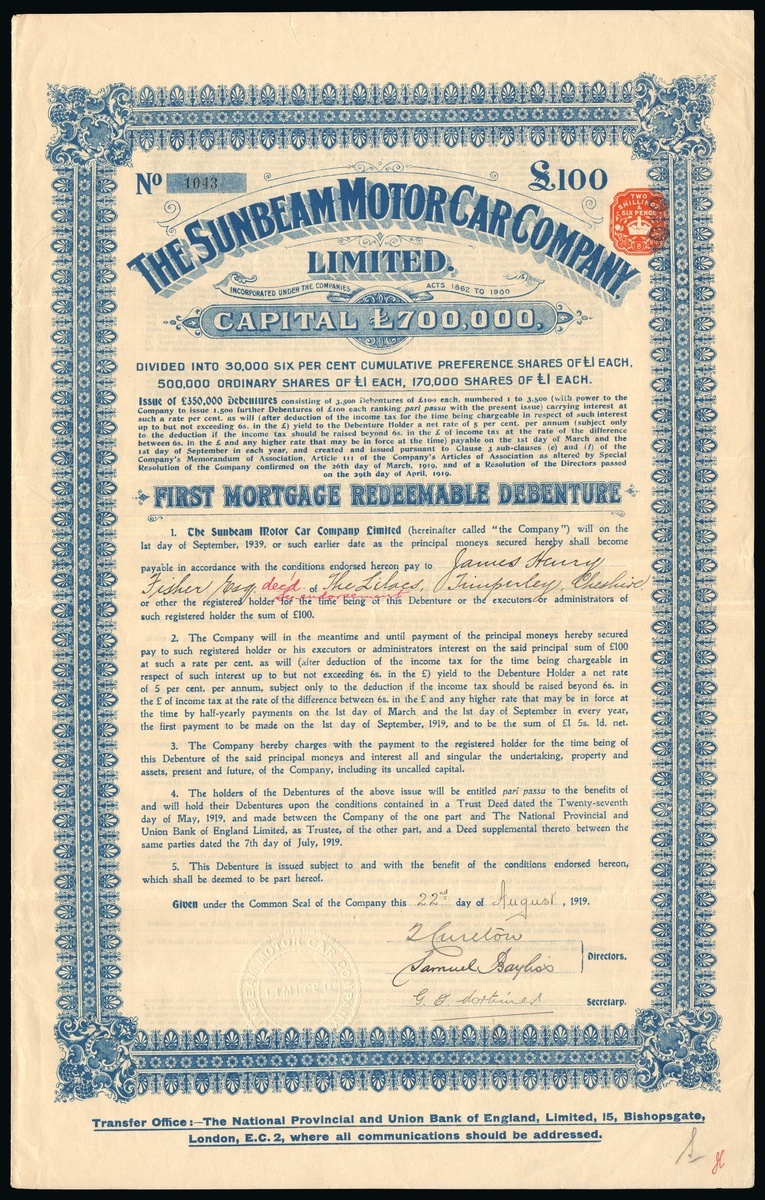 No 1043 £100
TWO
SHILLINGS
&
SIX PENCE
THE SUNBEAM MOTOR CAR COMPANY,
LIMITED.
INCORPORATED UNDER THE COMPANIES ACTS 1862 TO 1900
CAPITAL £700,000,
DIVIDED INTO 30,000 SIX PER CENT CUMULATIVE PREFERENCE SHARES OF £1 EACH,
500,000 ORDINARY SHARES OF £1 EACH, 170,000 SHARES OF £1 EACH.
Issue of £350,000 Debentures consisting of 3,500 Debentures of £100 each, numbered 1 to 3,500 (with power to the
Company to issue 1,500 further Debentures of £100 each ranking pari passu with the present issue) carrying interest at
such a rate per cent. as will (after deduction of the income tax for the time being chargeable in respect of such interest
up to but not exceeding 6s. in the £) yield to the Debenture Holder a net rate of 5 per cent. per annum (subject only
to the deduction if the income tax should be raised beyond 6s. in the £ of income tax at the rate of the difference
between 6s. in the £ and any higher rate that may be in force at the time) payable on the 1st day of March and the
1st day of September in each year, and created and issued pursuant to Clause 3 sub-clauses (e) and (f) of the
Company's Memorandum of Association, Article 111 of the Company's Articles of Association as altered by Special
Resolution of the Company confirmed on the 26th day of March, 1919, and of a Resolution of the Directors passed
on the 29th day of April, 1919.
FIRST MORTGAGE REDEEMABLE DEBENTURE
1. The Sunbeam Motor Car Company Limited (hereinafter called "the Company") will on the
1st day of September, 1939, or such earlier date as the principal moneys secured hereby shall become
payable in accordance with the conditions endorsed hereon pay to James Henry
Fisher Esq dec'd of The Lilacs, Timperley, Cheshire
endorsement
or other the registered holder for the time being of this Debenture or the executors or administrators of
such registered holder the sum of £100.
2. The Company will in the meantime and until payment of the principal moneys hereby secured
pay to such registered holder or his executors or administrators interest on the said principal sum of £100
at such a rate per cent. as will (after deduction of the income tax for the time being chargeable in
respect of such interest up to but not exceeding 6s. in the £) yield to the Debenture Holder a net rate
of 5 per cent. per annum, subject only to the deduction if the income tax should be raised beyond 6s. in
the £ of income tax at the rate of the difference between 6s. in the £ and any higher rate that may be in force at
the time by half-yearly payments on the 1st day of March and the 1st day of September in every year,
the first payment to be made on the 1st day of September, 1919, and to be the sum of £1 5s. 1d. net.
3. The Company hereby charges with the payment to the registered holder for the time being of
this Debenture of the said principal moneys and interest all and singular the undertaking, property and
assets, present and future, of the Company, including its uncalled capital.
4. The holders of the Debentures of the above issue will be entitled pari passu to the benefits of
and will hold their Debentures upon the conditions contained in a Trust Deed dated the Twenty-seventh
day of May, 1919, and made between the Company of the one part and The National Provincial and
Union Bank of England Limited, as Trustee, of the other part, and a Deed supplemental thereto between the
same parties dated the 7th day of July, 1919.
5. This Debenture is issued subject to and with the benefit of the conditions endorsed hereon,
which shall be deemed to be part hereof.
Given under the Common Seal of the Company this 22nd day of August, 1919.
T Cureton
Samuel Bayliss
Directors.
G. J. Mortimer
Secretary.
SUNBEAM MOTOR CAR COMPANY
LIMITED
Transfer Office:—The National Provincial and Union Bank of England, Limited, 15, Bishopsgate,
London, E.C. 2, where all communications should be addressed.